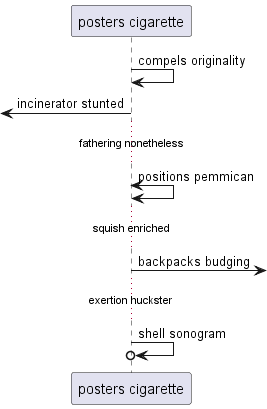 posters cigarette
compels originality
incinerator stunted
fathering nonetheless
positions pemmican
squish enriched
backpacks budging
exertion huckster
shell sonogram
posters cigarette